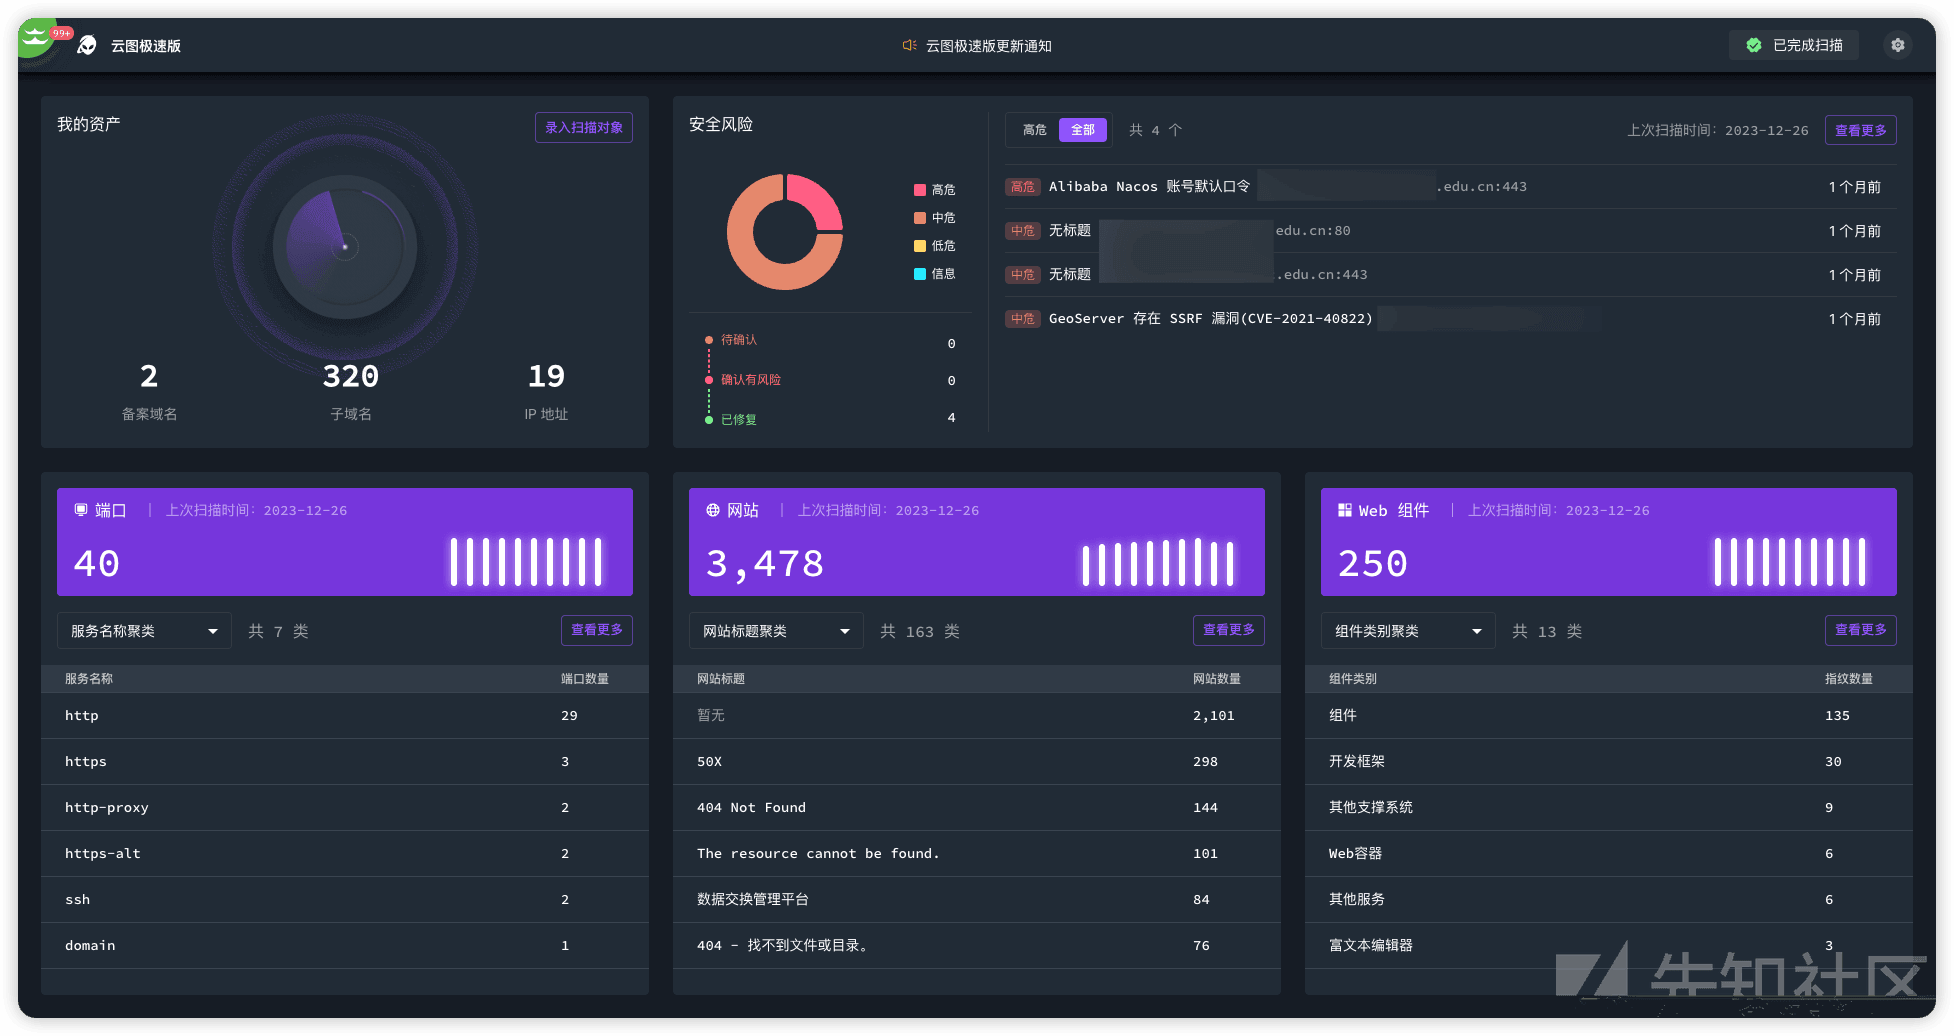 99+
云图极速版
云图极速版更新通知
已完成扫描
我的资产
录入扫描对象
2
320
19
备案域名
子域名
IP 地址
安全风险
高危
中危
低危
信息
待确认 0
确认有风险 0
已修复 4
高危 全部 共 4 个 上次扫描时间: 2023-12-26 查看更多
高危 Alibaba Nacos 账号默认口令 .edu.cn:443 1 个月前
中危 无标题 edu.cn:80 1 个月前
中危 无标题 .edu.cn:443 1 个月前
中危 GeoServer 存在 SSRF 漏洞(CVE-2021-40822) 1 个月前
端口 | 上次扫描时间: 2023-12-26
40
服务名称聚类 共 7 类 查看更多
服务名称 端口数量
http 29
https 3
http-proxy 2
https-alt 2
ssh 2
domain 1
网站 | 上次扫描时间: 2023-12-26
3,478
网站标题聚类 共 163 类 查看更多
网站标题 网站数量
暂无 2,101
50X 298
404 Not Found 144
The resource cannot be found. 101
数据交换管理平台 84
404 - 找不到文件或目录。 76
Web 组件 | 上次扫描时间: 2023-12-26
250
组件类别聚类 共 13 类 查看更多
组件类别 指纹数量
组件 135
开发框架 30
其他支撑系统 9
Web容器 6
其他服务 6
富文本编辑器 3
先知社区